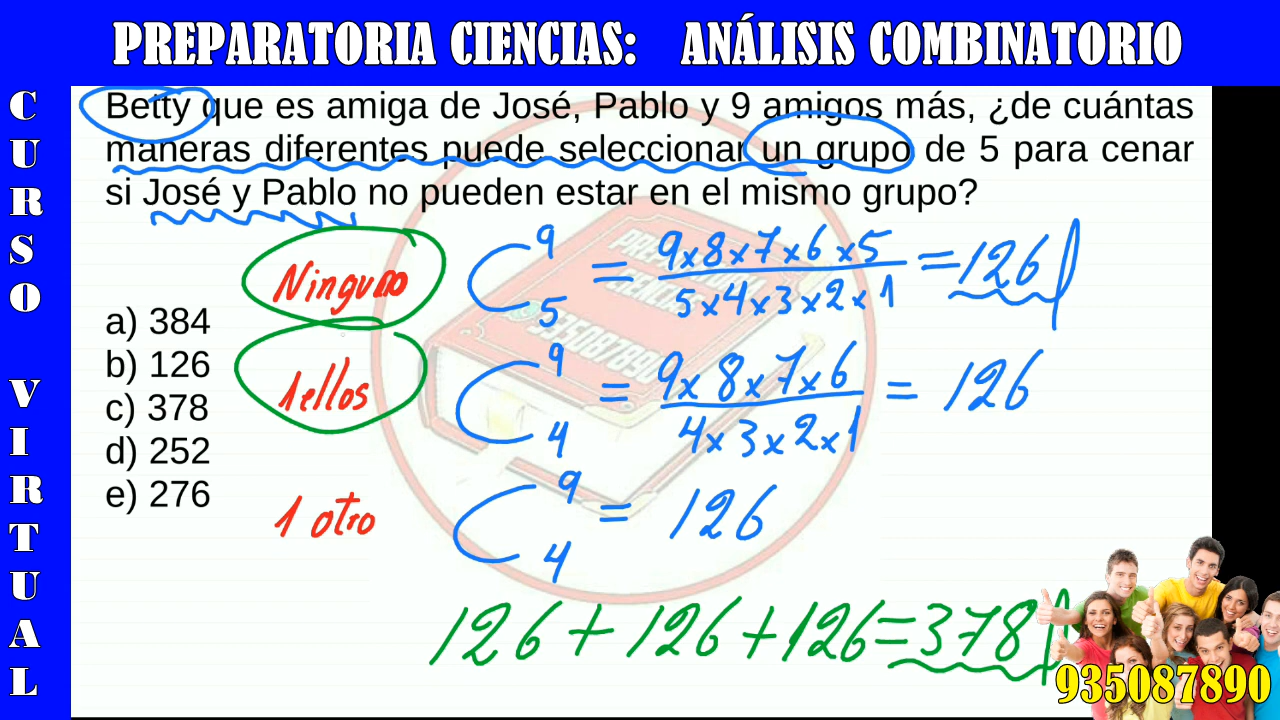 PREPARATORIA CIENCIAS: ANÁLISIS COMBINATORIO
CURSO VIRTUAL
Betty que es amiga de José, Pablo y 9 amigos más, ¿de cuántas
maneras diferentes puede seleccionar un grupo de 5 para cenar
si José y Pablo no pueden estar en el mismo grupo?
Ninguno C 9 5 = 9x8x7x6x5 / 5x4x3x2x1 = 126
a) 384
b) 126
c) 378
d) 252
e) 276
1 ellos C 9 4 = 9x8x7x6 / 4x3x2x1 = 126
1 otro C 9 4 = 126
126 + 126 + 126 = 378
935087890